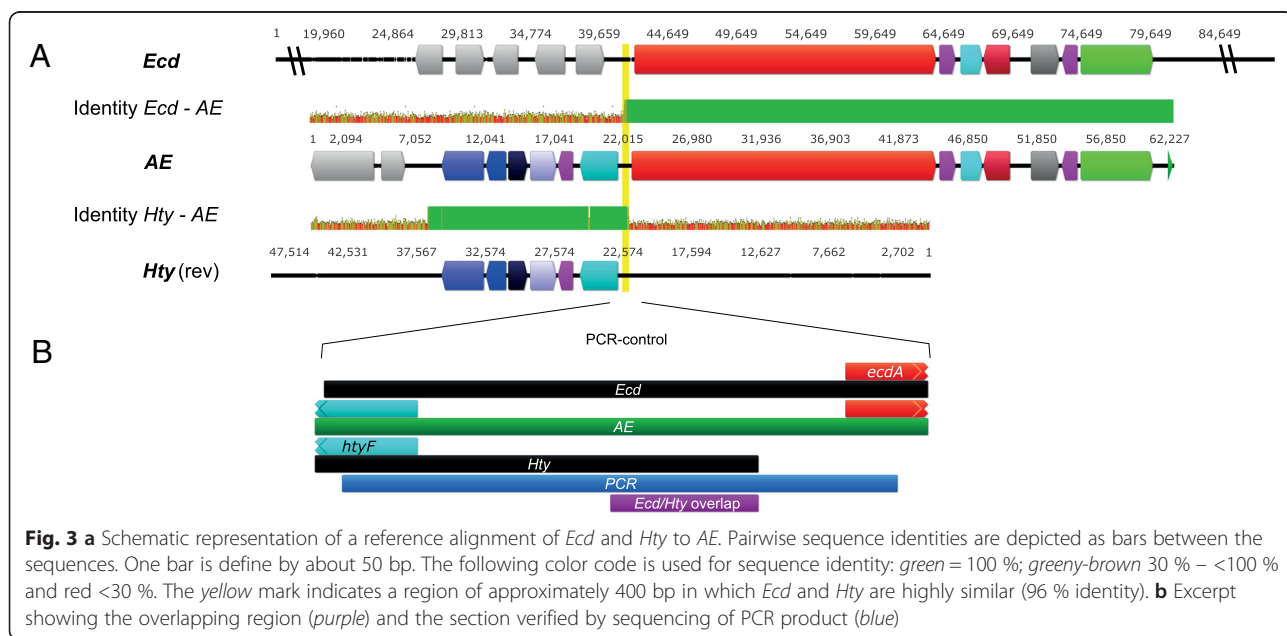 1 19,960 24,864 29,813 34,774 39,659 44,649 49,649 54,649 59,649 64,649 69,649 74,649 79,649 84,649
A
Ecd
Identity Ecd - AE
1 2,094 7,052 12,041 17,041 22,015 26,980 31,936 36,903 41,873 46,850 51,850 56,850 62,227
AE
Identity Hty - AE
47,514 42,531 37,567 32,574 27,574 22,574 17,594 12,627 7,662 2,702 1
Hty (rev)
B
PCR-control
ecdA
Ecd
AE
htyF
Hty
PCR
Ecd/Hty overlap
Fig. 3 a Schematic representation of a reference alignment of Ecd and Hty to AE. Pairwise sequence identities are depicted as bars between the
sequences. One bar is define by about 50 bp. The following color code is used for sequence identity: green = 100 %; greeny-brown 30 % – <100 %
and red <30 %. The yellow mark indicates a region of approximately 400 bp in which Ecd and Hty are highly similar (96 % identity). b Excerpt
showing the overlapping region (purple) and the section verified by sequencing of PCR product (blue)